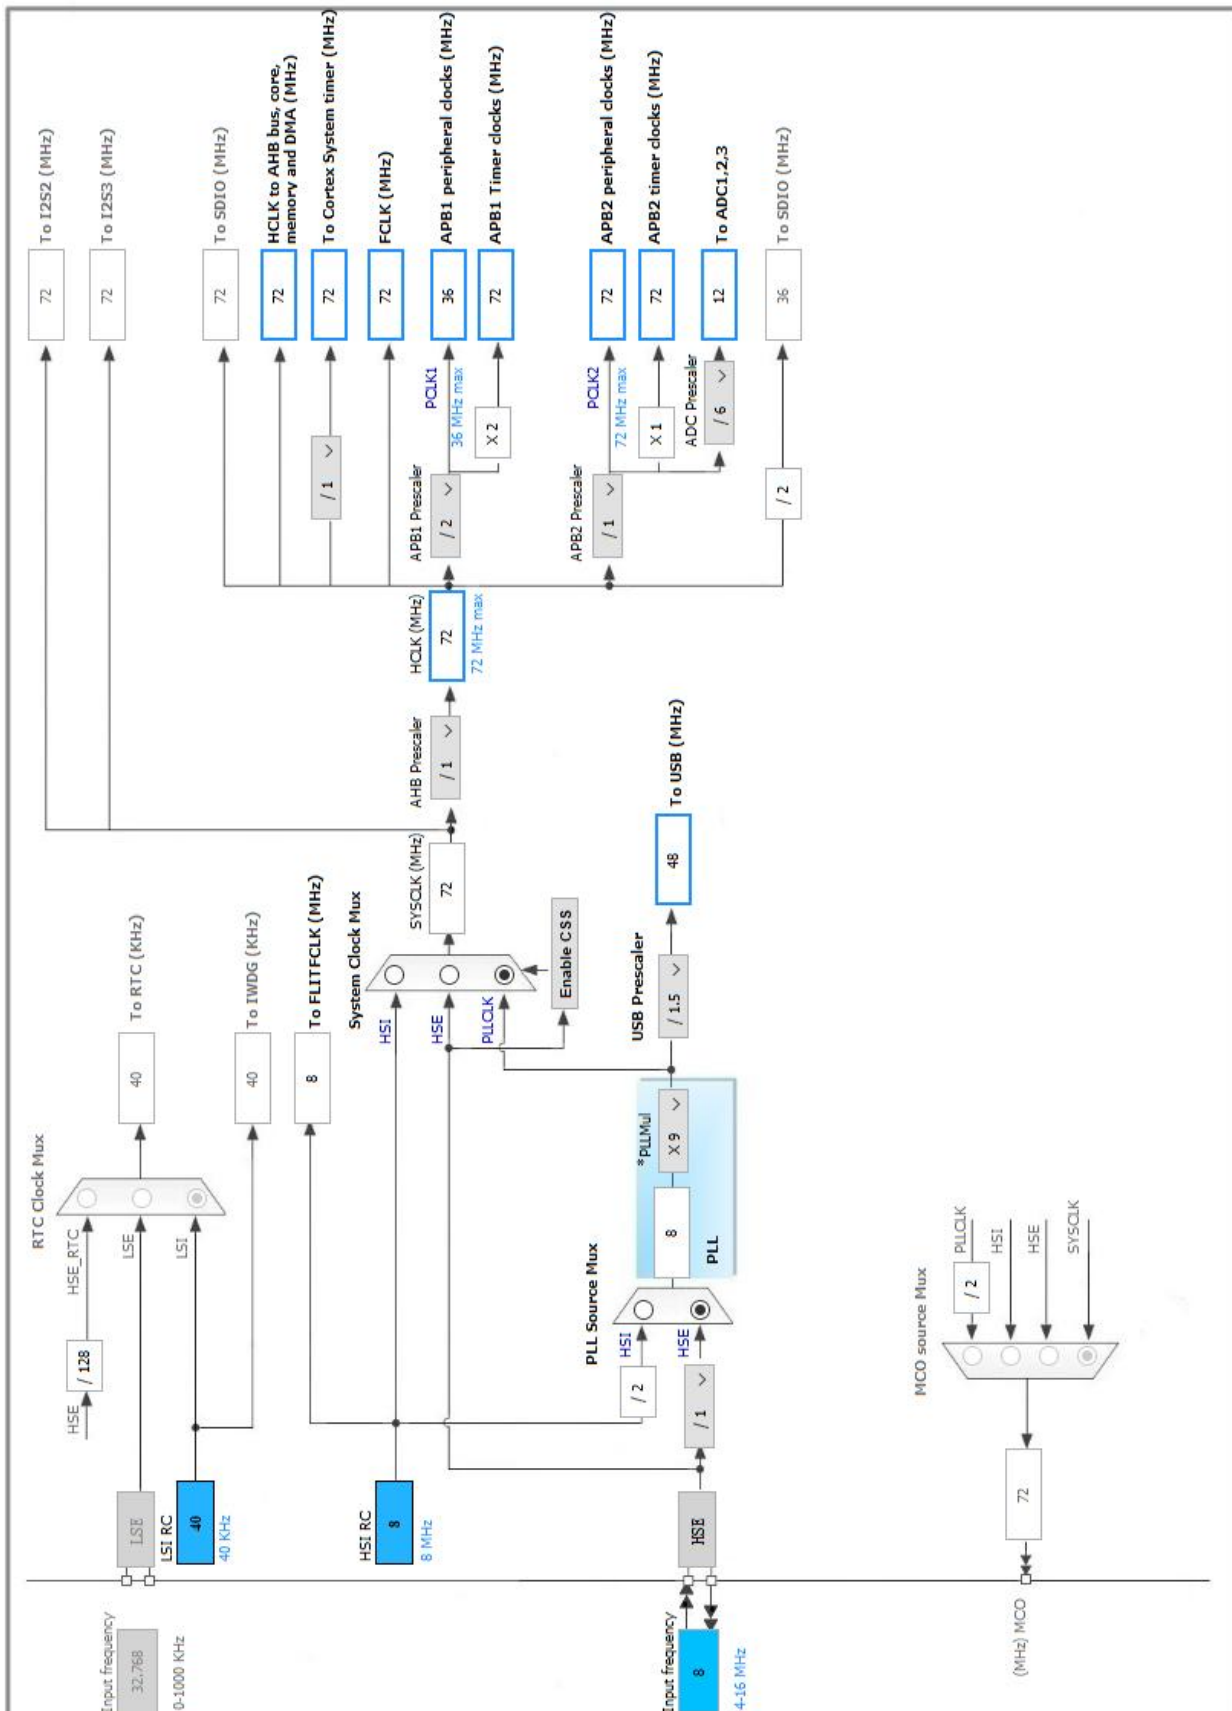 Input frequency
32.768
0-1000 KHz
LSE
LSI RC
40
40 KHz
HSE
/ 128
HSE_RTC
LSE
LSI
RTC Clock Mux
40
To RTC (KHz)
40
To IWDG (KHz)
8
To FLITFCLK (MHz)
HSI RC
8
8 MHz
Input frequency
8
4-16 MHz
HSE
/ 1
/ 2
HSI
HSE
PLL Source Mux
8
*PLLMul
X 9
PLL
USB Prescaler
/ 1.5
48
To USB (MHz)
System Clock Mux
HSI
HSE
PLLCLK
Enable CSS
SYSCLK (MHz)
72
AHB Prescaler
/ 1
HCLK (MHz)
72
72 MHz max
72
To I2S2 (MHz)
72
To I2S3 (MHz)
72
To SDIO (MHz)
72
HCLK to AHB bus, core,
memory and DMA (MHz)
/ 1
72
To Cortex System timer (MHz)
72
FCLK (MHz)
APB1 Prescaler
/ 2
PCLK1
36 MHz max
36
APB1 peripheral clocks (MHz)
X 2
72
APB1 Timer clocks (MHz)
APB2 Prescaler
/ 1
PCLK2
72 MHz max
72
APB2 peripheral clocks (MHz)
X 1
72
APB2 timer clocks (MHz)
ADC Prescaler
/ 6
12
To ADC1,2,3
/ 2
36
To SDIO (MHz)
MCO source Mux
PLLCLK
/ 2
HSI
HSE
SYSCLK
72
(MHz) MCO